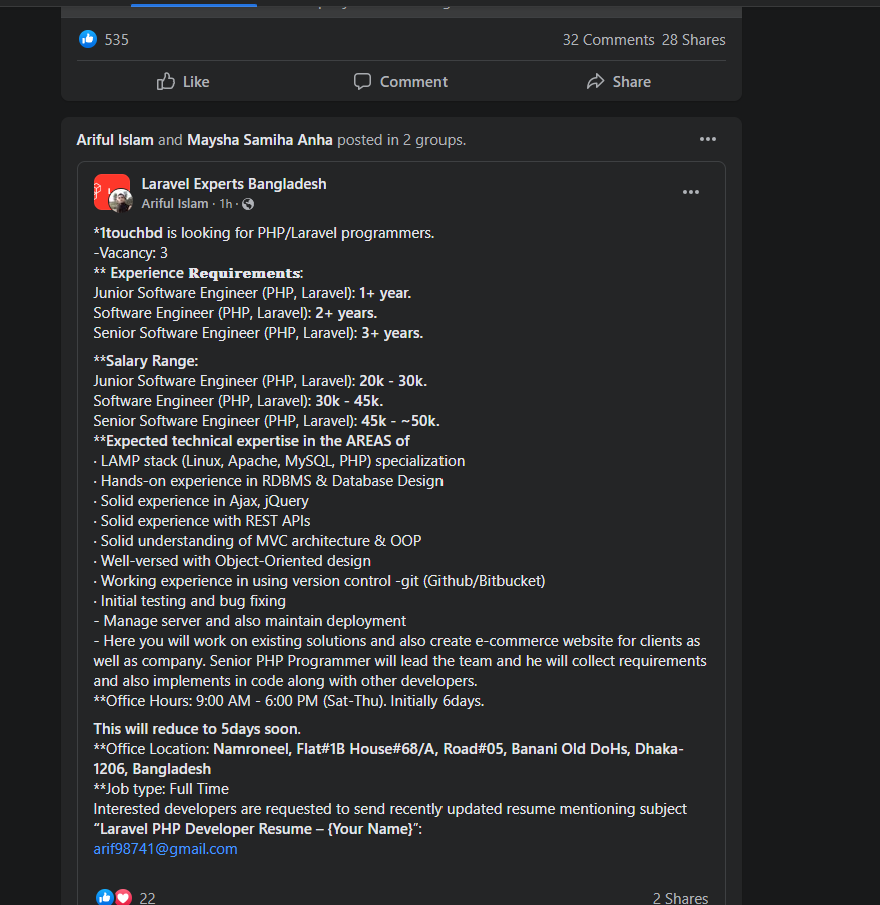 535
32 Comments 28 Shares
Like Comment Share
Ariful Islam and Maysha Samiha Anha posted in 2 groups.
Laravel Experts Bangladesh
Ariful Islam · 1h ·
*1touchbd is looking for PHP/Laravel programmers.
-Vacancy: 3
** Experience 𝐑𝐞𝐪𝐮𝐢𝐫𝐞𝐦𝐞𝐧𝐭𝐬:
Junior Software Engineer (PHP, Laravel): 1+ year.
Software Engineer (PHP, Laravel): 2+ years.
Senior Software Engineer (PHP, Laravel): 3+ years.
**Salary Range:
Junior Software Engineer (PHP, Laravel): 20k - 30k.
Software Engineer (PHP, Laravel): 30k - 45k.
Senior Software Engineer (PHP, Laravel): 45k - ~50k.
**Expected technical expertise in the AREAS of
· LAMP stack (Linux, Apache, MySQL, PHP) specialization
· Hands-on experience in RDBMS & Database Design
· Solid experience in Ajax, jQuery
· Solid experience with REST APIs
· Solid understanding of MVC architecture & OOP
· Well-versed with Object-Oriented design
· Working experience in using version control -git (Github/Bitbucket)
· Initial testing and bug fixing
- Manage server and also maintain deployment
- Here you will work on existing solutions and also create e-commerce website for clients as
well as company. Senior PHP Programmer will lead the team and he will collect requirements
and also implements in code along with other developers.
**Office Hours: 9:00 AM - 6:00 PM (Sat-Thu). Initially 6days.
This will reduce to 5days soon.
**Office Location: Namroneel, Flat#1B House#68/A, Road#05, Banani Old DoHs, Dhaka-
1206, Bangladesh
**Job type: Full Time
Interested developers are requested to send recently updated resume mentioning subject
“Laravel PHP Developer Resume – {Your Name}”:
arif98741@gmail.com
22
2 Shares